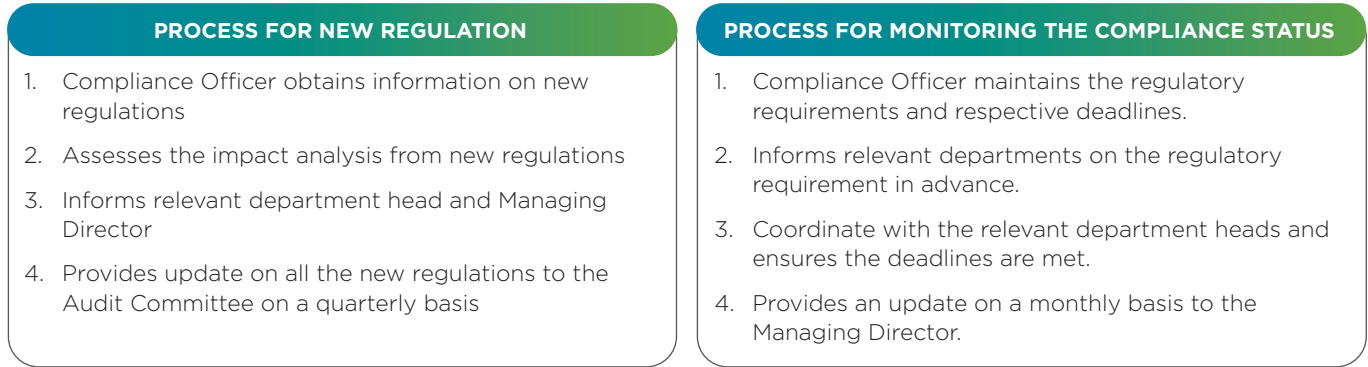 PROCESS FOR NEW REGULATION
1. Compliance Officer obtains information on new
regulations
2. Assesses the impact analysis from new regulations
3. Informs relevant department head and Managing
Director
4. Provides update on all the new regulations to the
Audit Committee on a quarterly basis
PROCESS FOR MONITORING THE COMPLIANCE STATUS
1. Compliance Officer maintains the regulatory
requirements and respective deadlines.
2. Informs relevant departments on the regulatory
requirement in advance.
3. Coordinate with the relevant department heads and
ensures the deadlines are met.
4. Provides an update on a monthly basis to the
Managing Director.